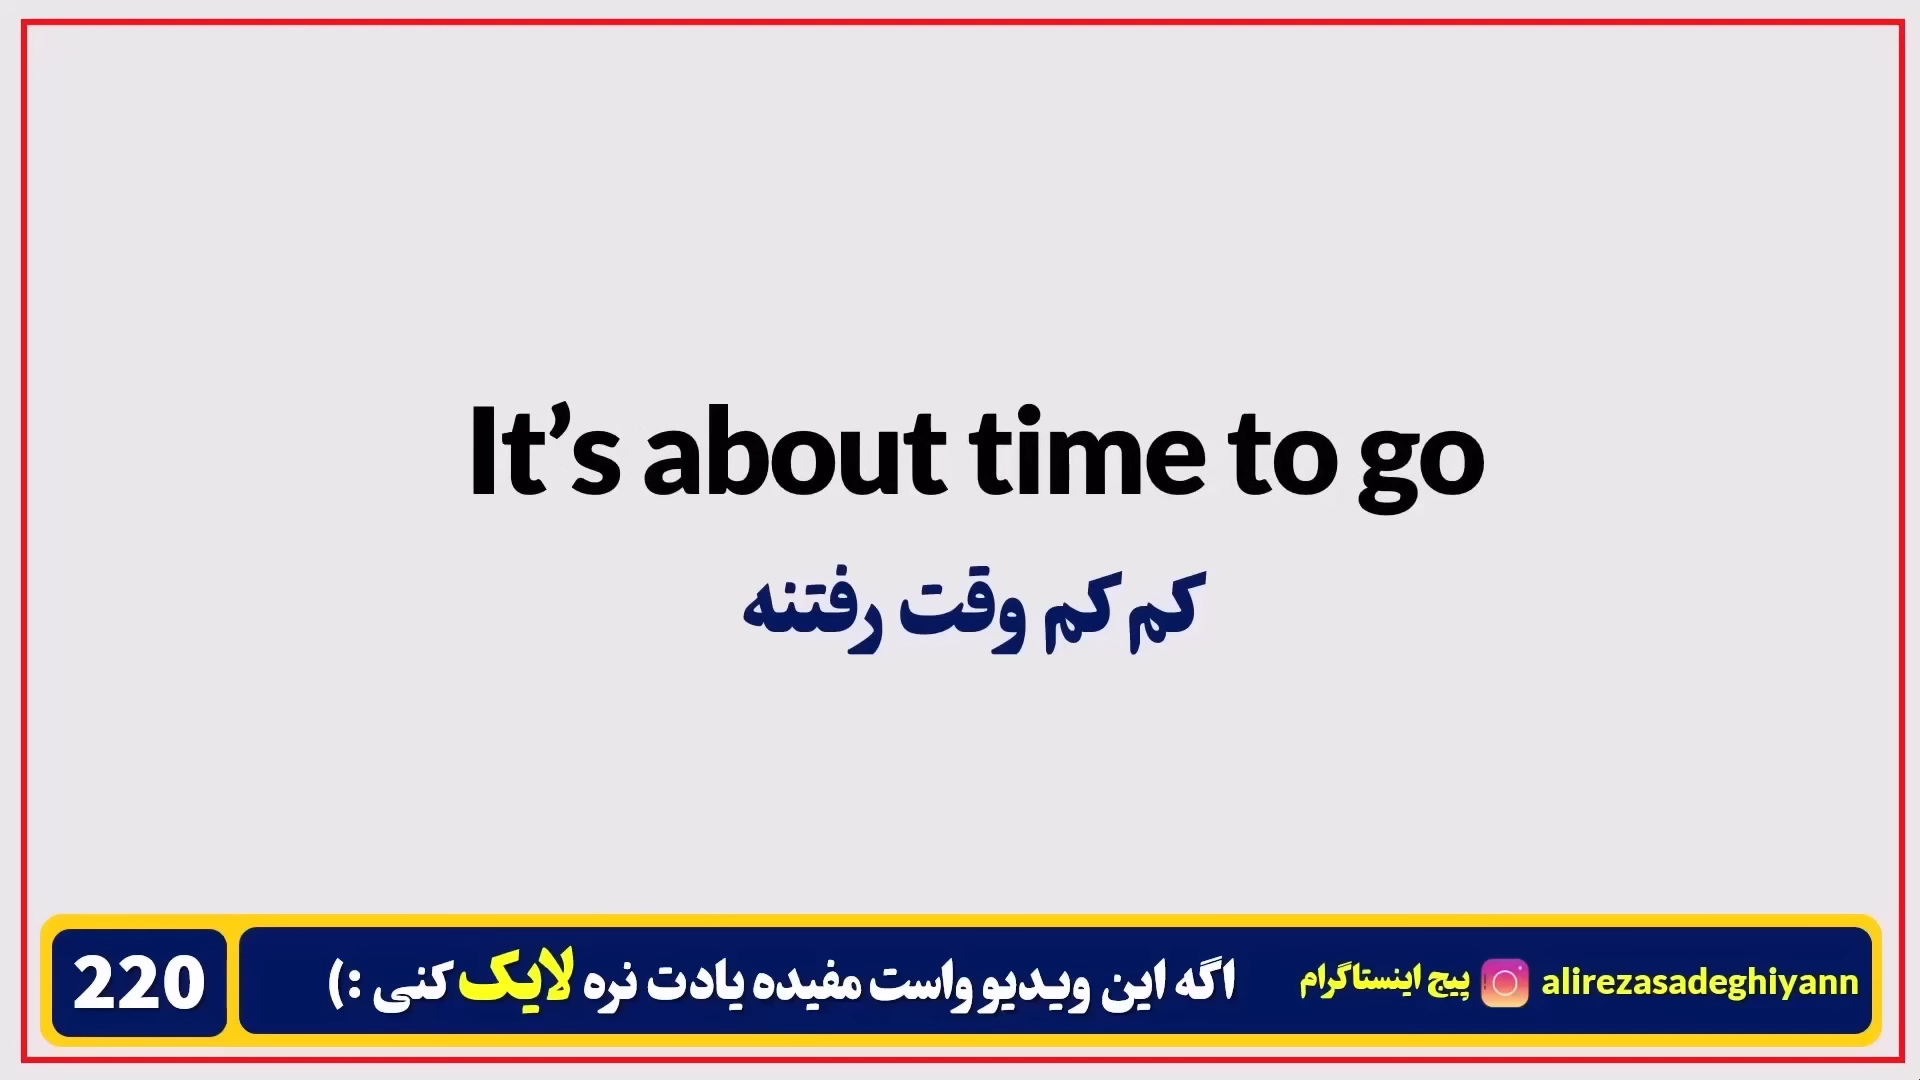 It’s about time to go
کم کم وقت رفتنه
220
اگه این ویدیو واست مفیده یادت نره لایک کنی :)
پیج اینستاگرام
alirezasadeghiyann